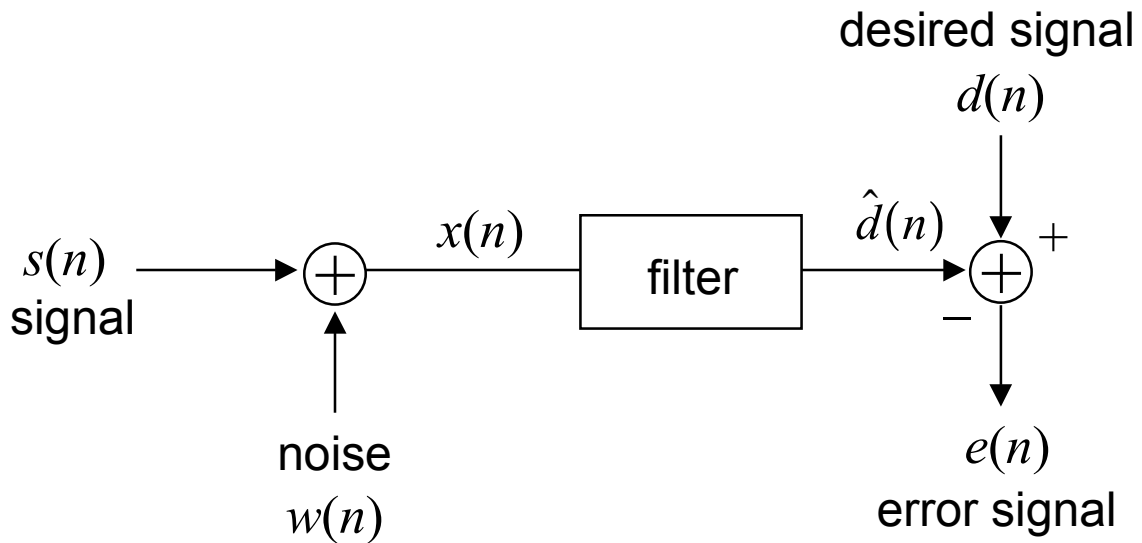 desired signal
d(n)
s(n)
signal
+
x(n)
filter
d̂(n)
+
+
−
noise
w(n)
e(n)
error signal